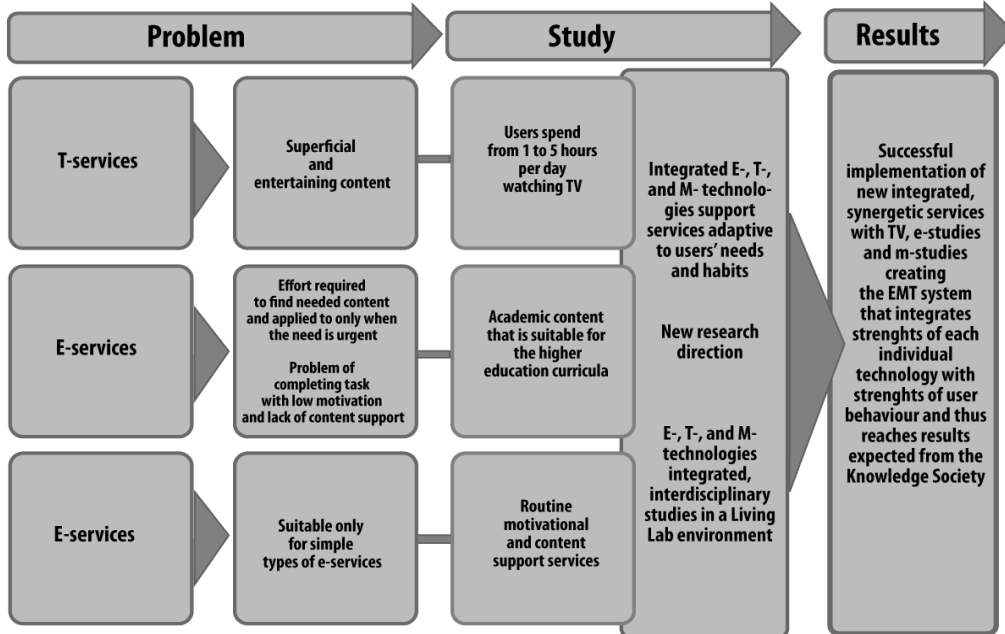 Problem
Study
Results
T-services
Superficial
and
entertaining content
Users spend
from 1 to 5 hours
per day
watching TV
E-services
Effort required
to find needed content
and applied to only when
the need is urgent
Problem of
completing task
with low motivation
and lack of content support
Academic content
that is suitable for
the higher
education curricula
E-services
Suitable only
for simple
types of e-services
Routine
motivational
and content
support services
Integrated E-, T-,
and M- technolo-
gies support
services adaptive
to users’ needs
and habits
New research
direction
E-, T-, and M-
technologies
integrated,
interdisciplinary
studies in a Living
Lab environment
Successful
implementation of
new integrated,
synergetic services
with TV, e-studies
and m-studies
creating
the EMT system
that integrates
strenghts of each
individual
technology with
strenghts of user
behaviour and thus
reaches results
expected from the
Knowledge Society